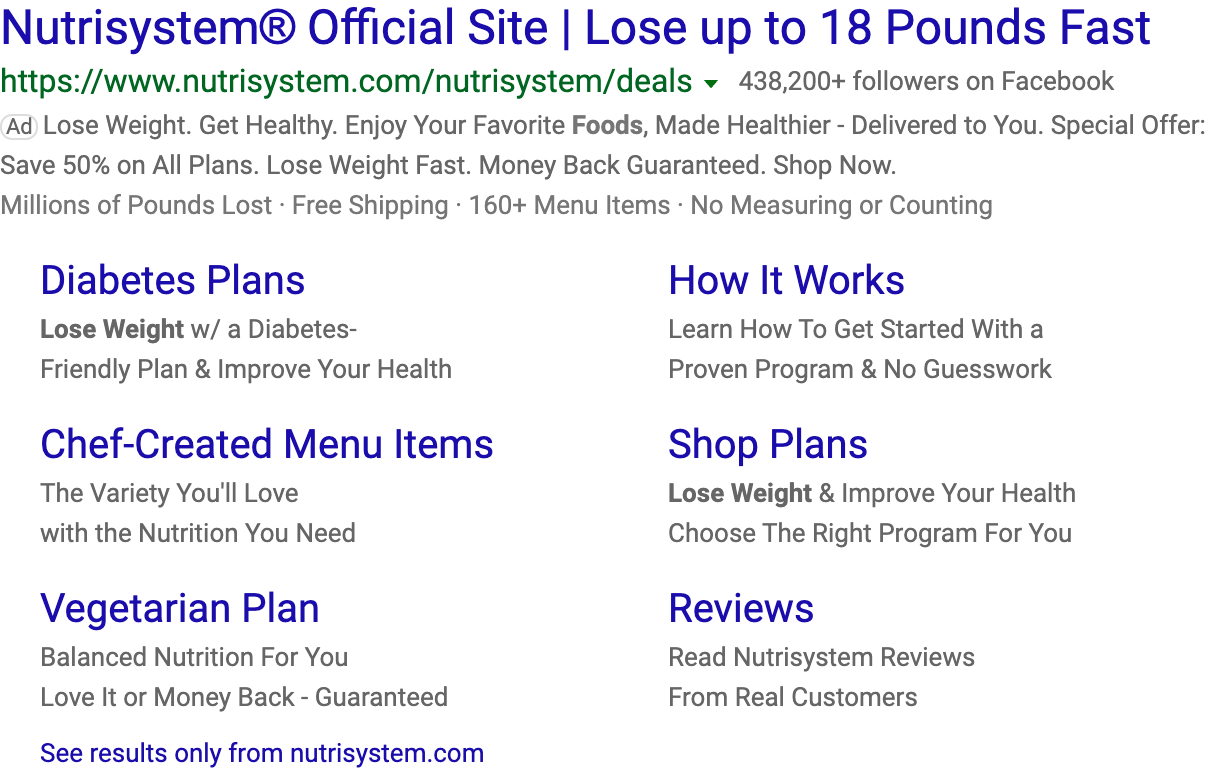 Nutrisystem® Official Site | Lose up to 18 Pounds Fast
https://www.nutrisystem.com/nutrisystem/deals ▼ 438,200+ followers on Facebook
Ad Lose Weight. Get Healthy. Enjoy Your Favorite Foods, Made Healthier - Delivered to You. Special Offer:
Save 50% on All Plans. Lose Weight Fast. Money Back Guaranteed. Shop Now.
Millions of Pounds Lost · Free Shipping · 160+ Menu Items · No Measuring or Counting
Diabetes Plans
Lose Weight w/ a Diabetes-
Friendly Plan & Improve Your Health
How It Works
Learn How To Get Started With a
Proven Program & No Guesswork
Chef-Created Menu Items
The Variety You'll Love
with the Nutrition You Need
Shop Plans
Lose Weight & Improve Your Health
Choose The Right Program For You
Vegetarian Plan
Balanced Nutrition For You
Love It or Money Back - Guaranteed
Reviews
Read Nutrisystem Reviews
From Real Customers
See results only from nutrisystem.com